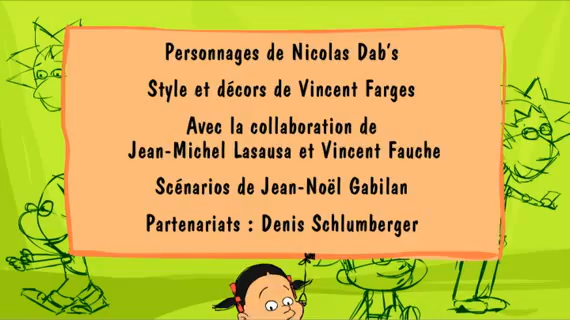 Personnages de Nicolas Dab's
Style et décors de Vincent Farges
Avec la collaboration de
Jean-Michel Lasausa et Vincent Fauche
Scénarios de Jean-Noël Gabilan
Partenariats : Denis Schlumberger